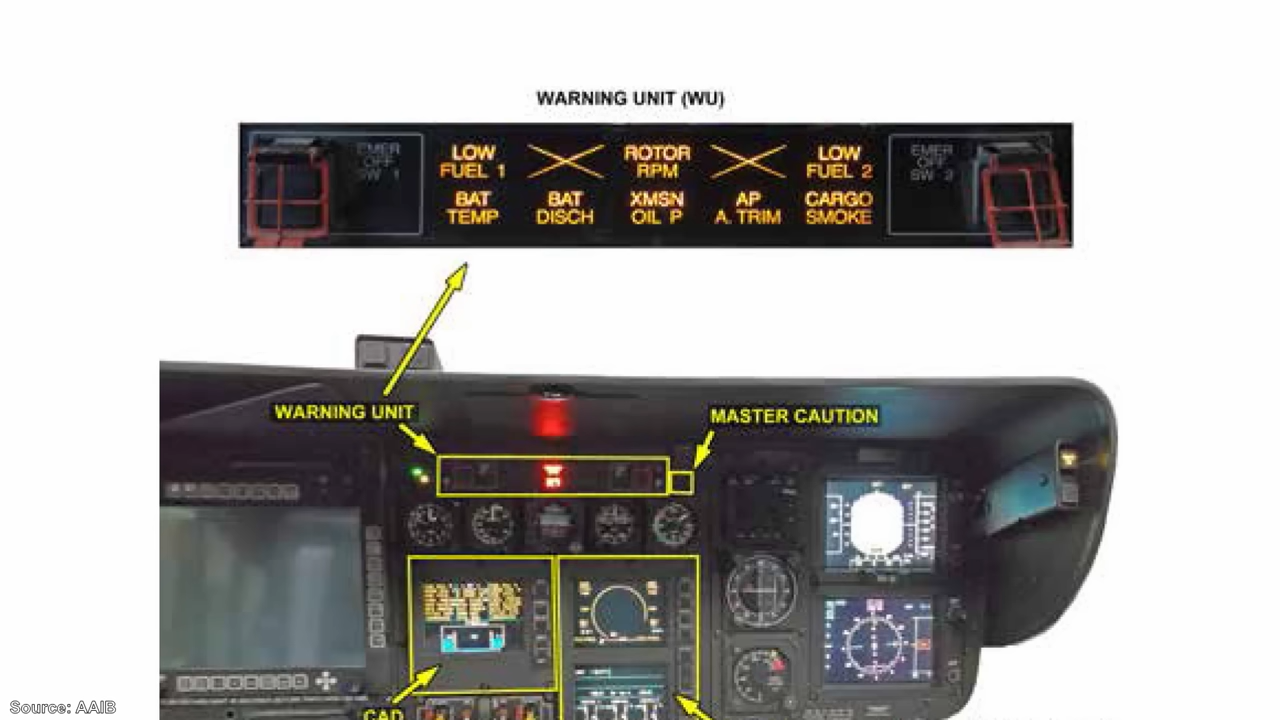 WARNING UNIT (WU)
EMER
OFF
SW 1
LOW
FUEL 1
ROTOR
RPM
LOW
FUEL 2
EMER
OFF
SW 2
BAT
TEMP
BAT
DISCH
XMSN
OIL P
AP
A. TRIM
CARGO
SMOKE
WARNING UNIT
MASTER CAUTION
CAD
Source: AAIB